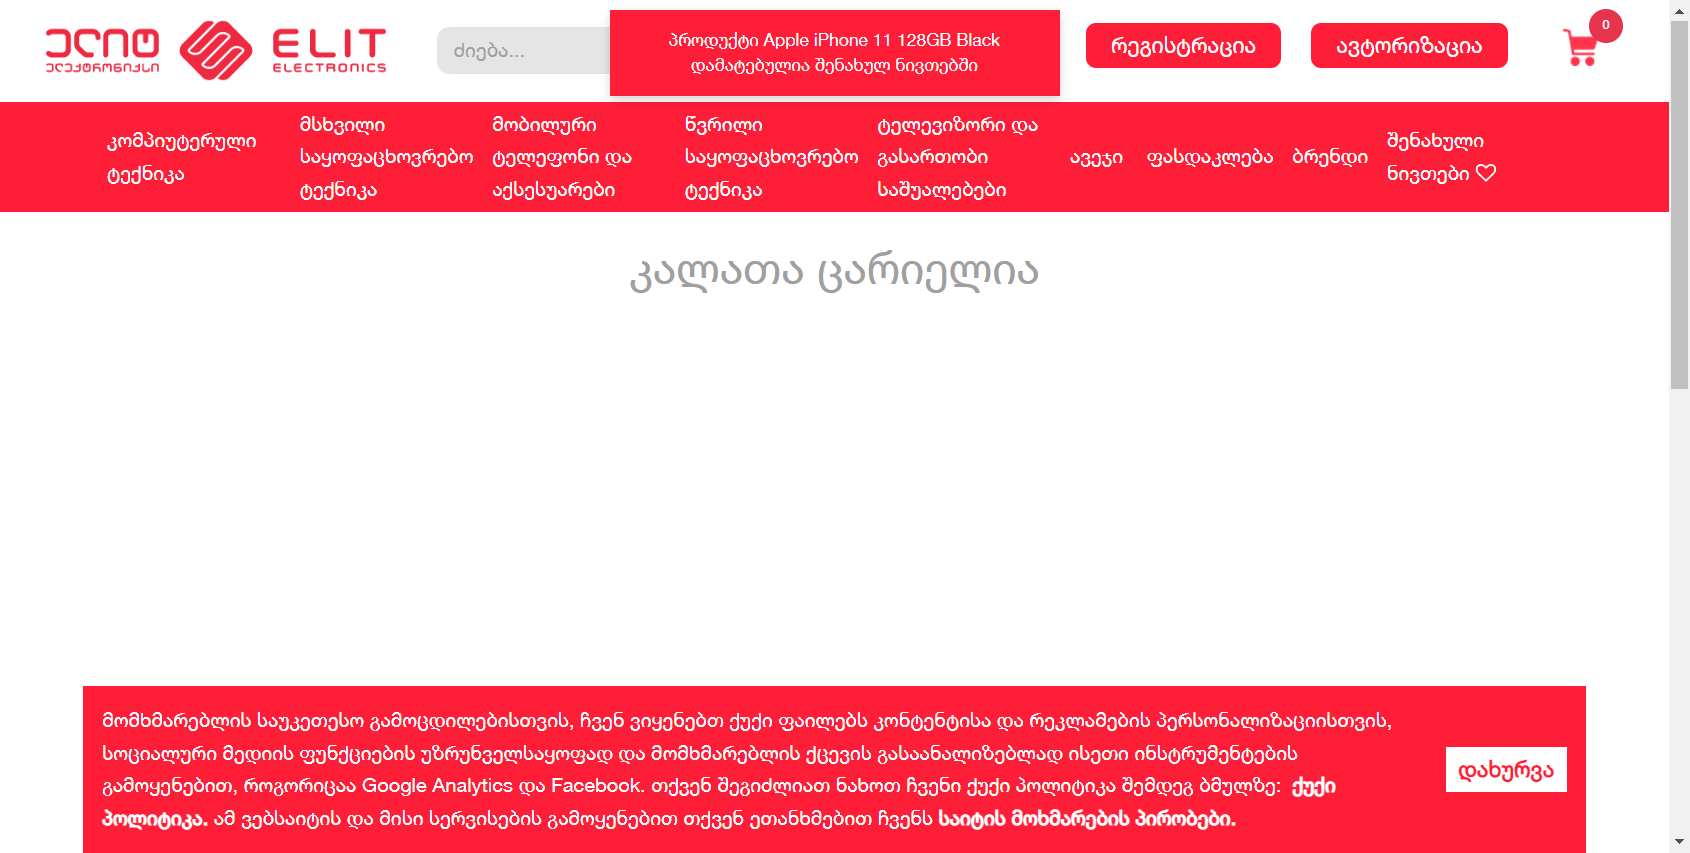 ელიტ
ელექტრონიქსი
ELIT
ELECTRONICS
ძიება...
პროდუქტი Apple iPhone 11 128GB Black
დამატებულია შენახულ ნივთებში
რეგისტრაცია
ავტორიზაცია
0
კომპიუტერული
ტექნიკა
მსხვილი
საყოფაცხოვრებო
ტექნიკა
მობილური
ტელეფონი და
აქსესუარები
წვრილი
საყოფაცხოვრებო
ტექნიკა
ტელევიზორი და
გასართობი
საშუალებები
ავეჯი
ფასდაკლება
ბრენდი
შენახული
ნივთები
კალათა ცარიელია
მომხმარებლის საუკეთესო გამოცდილებისთვის, ჩვენ ვიყენებთ ქუქი ფაილებს კონტენტისა და რეკლამების პერსონალიზაციისთვის,
სოციალური მედიის ფუნქციების უზრუნველსაყოფად და მომხმარებლის ქცევის გასაანალიზებლად ისეთი ინსტრუმენტების
გამოყენებით, როგორიცაა Google Analytics და Facebook. თქვენ შეგიძლიათ ნახოთ ჩვენი ქუქი პოლიტიკა შემდეგ ბმულზე: ქუქი
პოლიტიკა. ამ ვებსაიტის და მისი სერვისების გამოყენებით თქვენ ეთანხმებით ჩვენს საიტის მოხმარების პირობები.
დახურვა